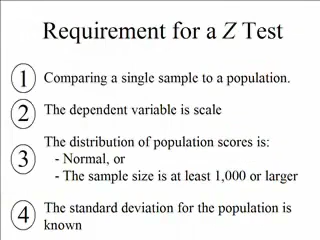 Requirement for a Z Test
1 Comparing a single sample to a population.
2 The dependent variable is scale
3 The distribution of population scores is:
- Normal, or
- The sample size is at least 1,000 or larger
4 The standard deviation for the population is
known